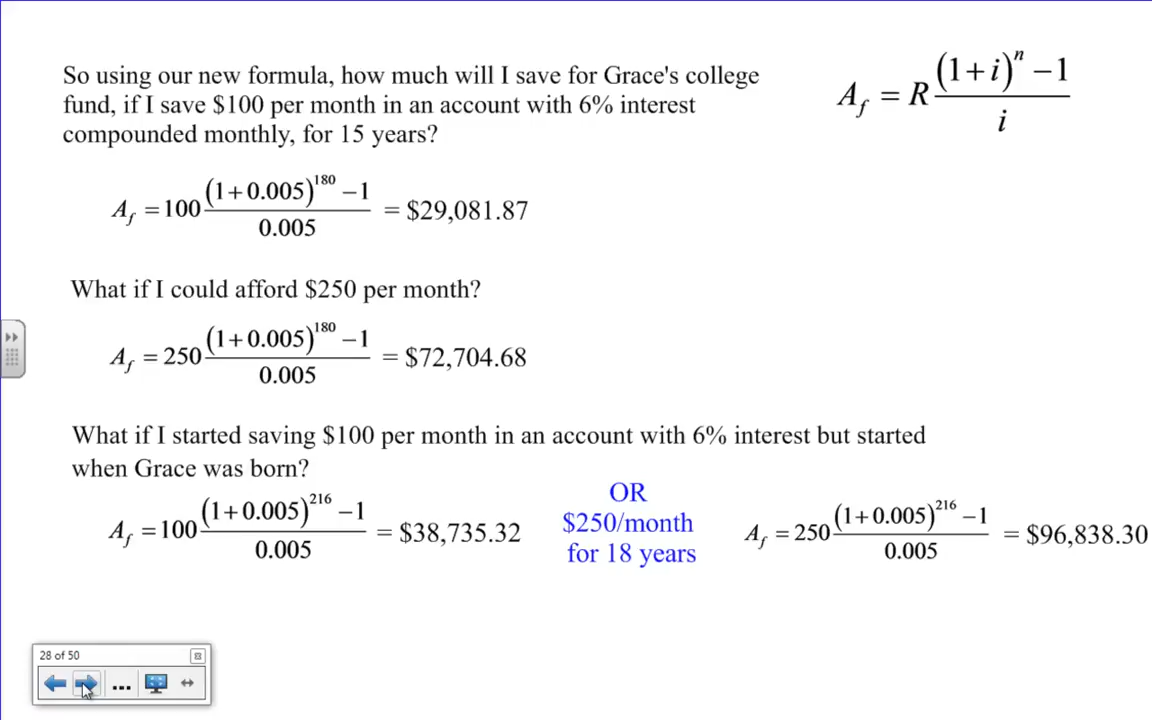 So using our new formula, how much will I save for Grace's college
fund, if I save $100 per month in an account with 6% interest
compounded monthly, for 15 years?
A_f = R ((1+i)^n − 1) / i
A_f = 100 ((1+0.005)^180 − 1) / 0.005 = $29,081.87
What if I could afford $250 per month?
A_f = 250 ((1+0.005)^180 − 1) / 0.005 = $72,704.68
What if I started saving $100 per month in an account with 6% interest but started
when Grace was born?
A_f = 100 ((1+0.005)^216 − 1) / 0.005 = $38,735.32
OR
$250/month
for 18 years
A_f = 250 ((1+0.005)^216 − 1) / 0.005 = $96,838.30
28 of 50